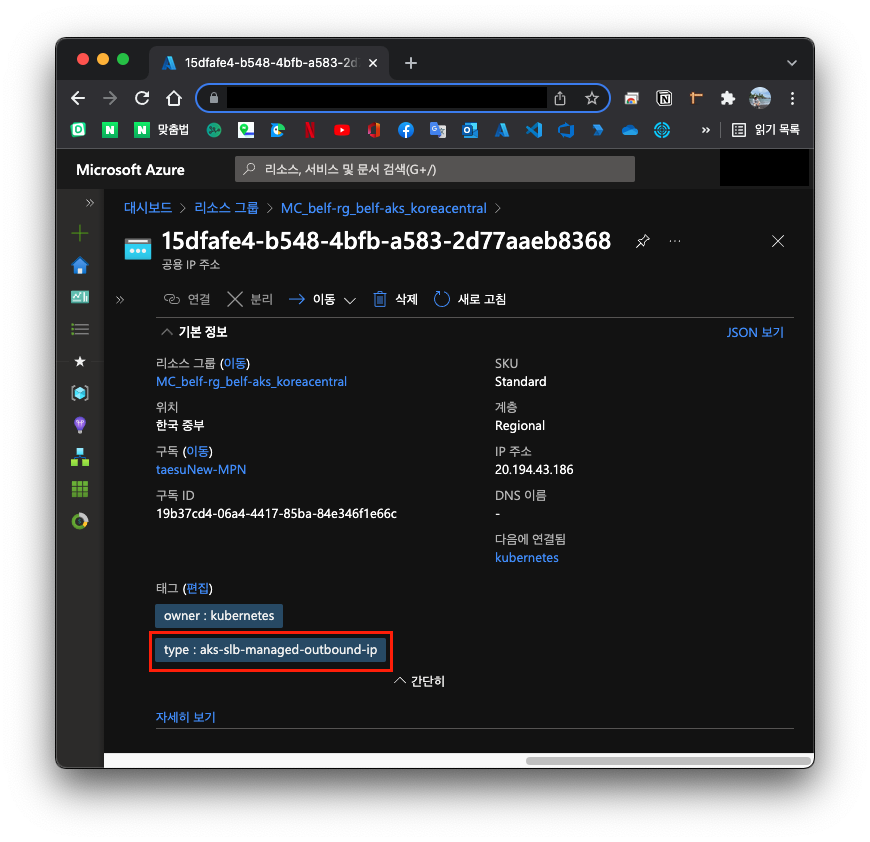 15dfafe4-b548-4bfb-a583-2d
맞춤법
읽기 목록
Microsoft Azure
리소스, 서비스 및 문서 검색(G+/)
대시보드 > 리소스 그룹 > MC_belf-rg_belf-aks_koreacentral >
15dfafe4-b548-4bfb-a583-2d77aaeb8368
공용 IP 주소
연결 분리 이동 삭제 새로 고침
기본 정보
JSON 보기
리소스 그룹 (이동)
MC_belf-rg_belf-aks_koreacentral
위치
한국 중부
구독 (이동)
taesuNew-MPN
구독 ID
19b37cd4-06a4-4417-85ba-84e346f1e66c
SKU
Standard
계층
Regional
IP 주소
20.194.43.186
DNS 이름
-
다음에 연결됨
kubernetes
태그 (편집)
owner : kubernetes
type : aks-slb-managed-outbound-ip
간단히
자세히 보기